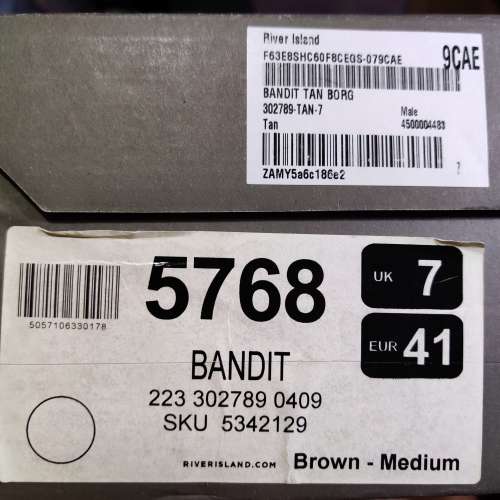 River Island
F63E8SHC60F8CEGS-079CAE
9CAE
BANDIT TAN BORG
302789-TAN-7
Male
Tan
4500004483
7
ZAMY5a6c186e2
5057106330178
5768
UK 7
EUR 41
BANDIT
223 302789 0409
SKU 5342129
RIVERISLAND.COM
Brown - Medium